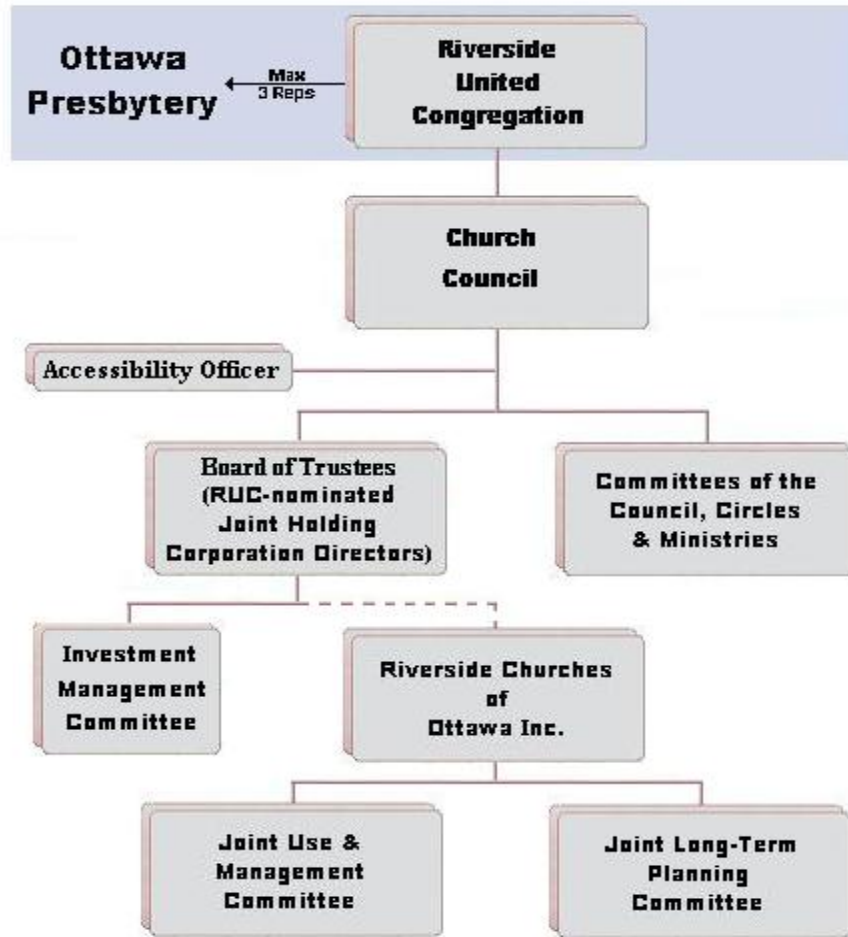 Ottawa
Presbytery
Max
3 Reps
Riverside
United
Congregation
Church
Council
Accessibility Officer
Board of Trustees
(RUC-nominated
Joint Holding
Corporation Directors)
Committees of the
Council, Circles
& Ministries
Investment
Management
Committee
Riverside Churches
of
Ottawa Inc.
Joint Use &
Management
Committee
Joint Long-Term
Planning
Committee